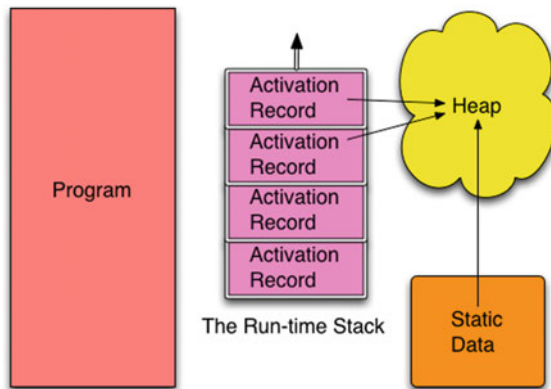 Program
Activation
Record
Activation
Record
Activation
Record
Activation
Record
The Run-time Stack
Heap
Static
Data